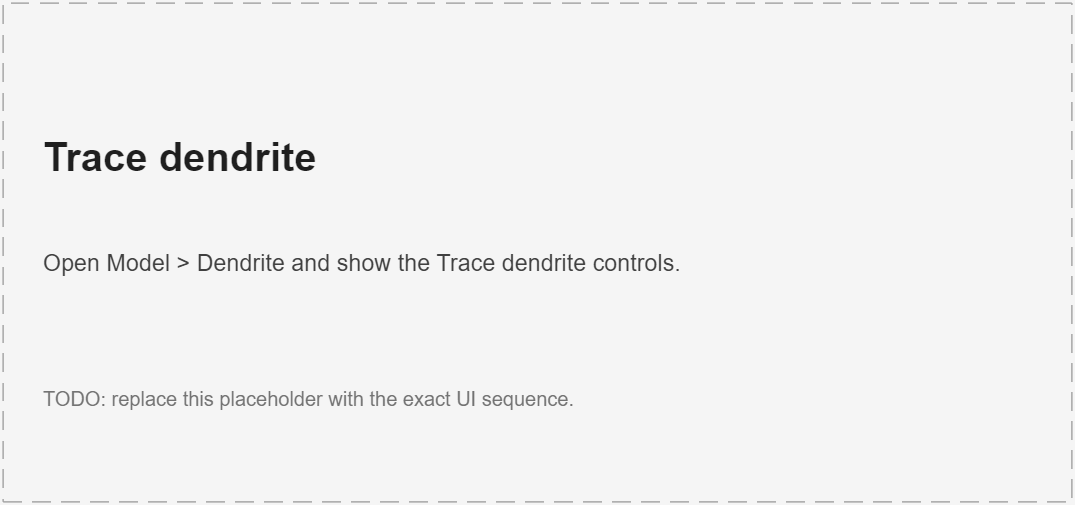 Trace dendrite
Open Model > Dendrite and show the Trace dendrite controls.
TODO: replace this placeholder with the exact UI sequence.